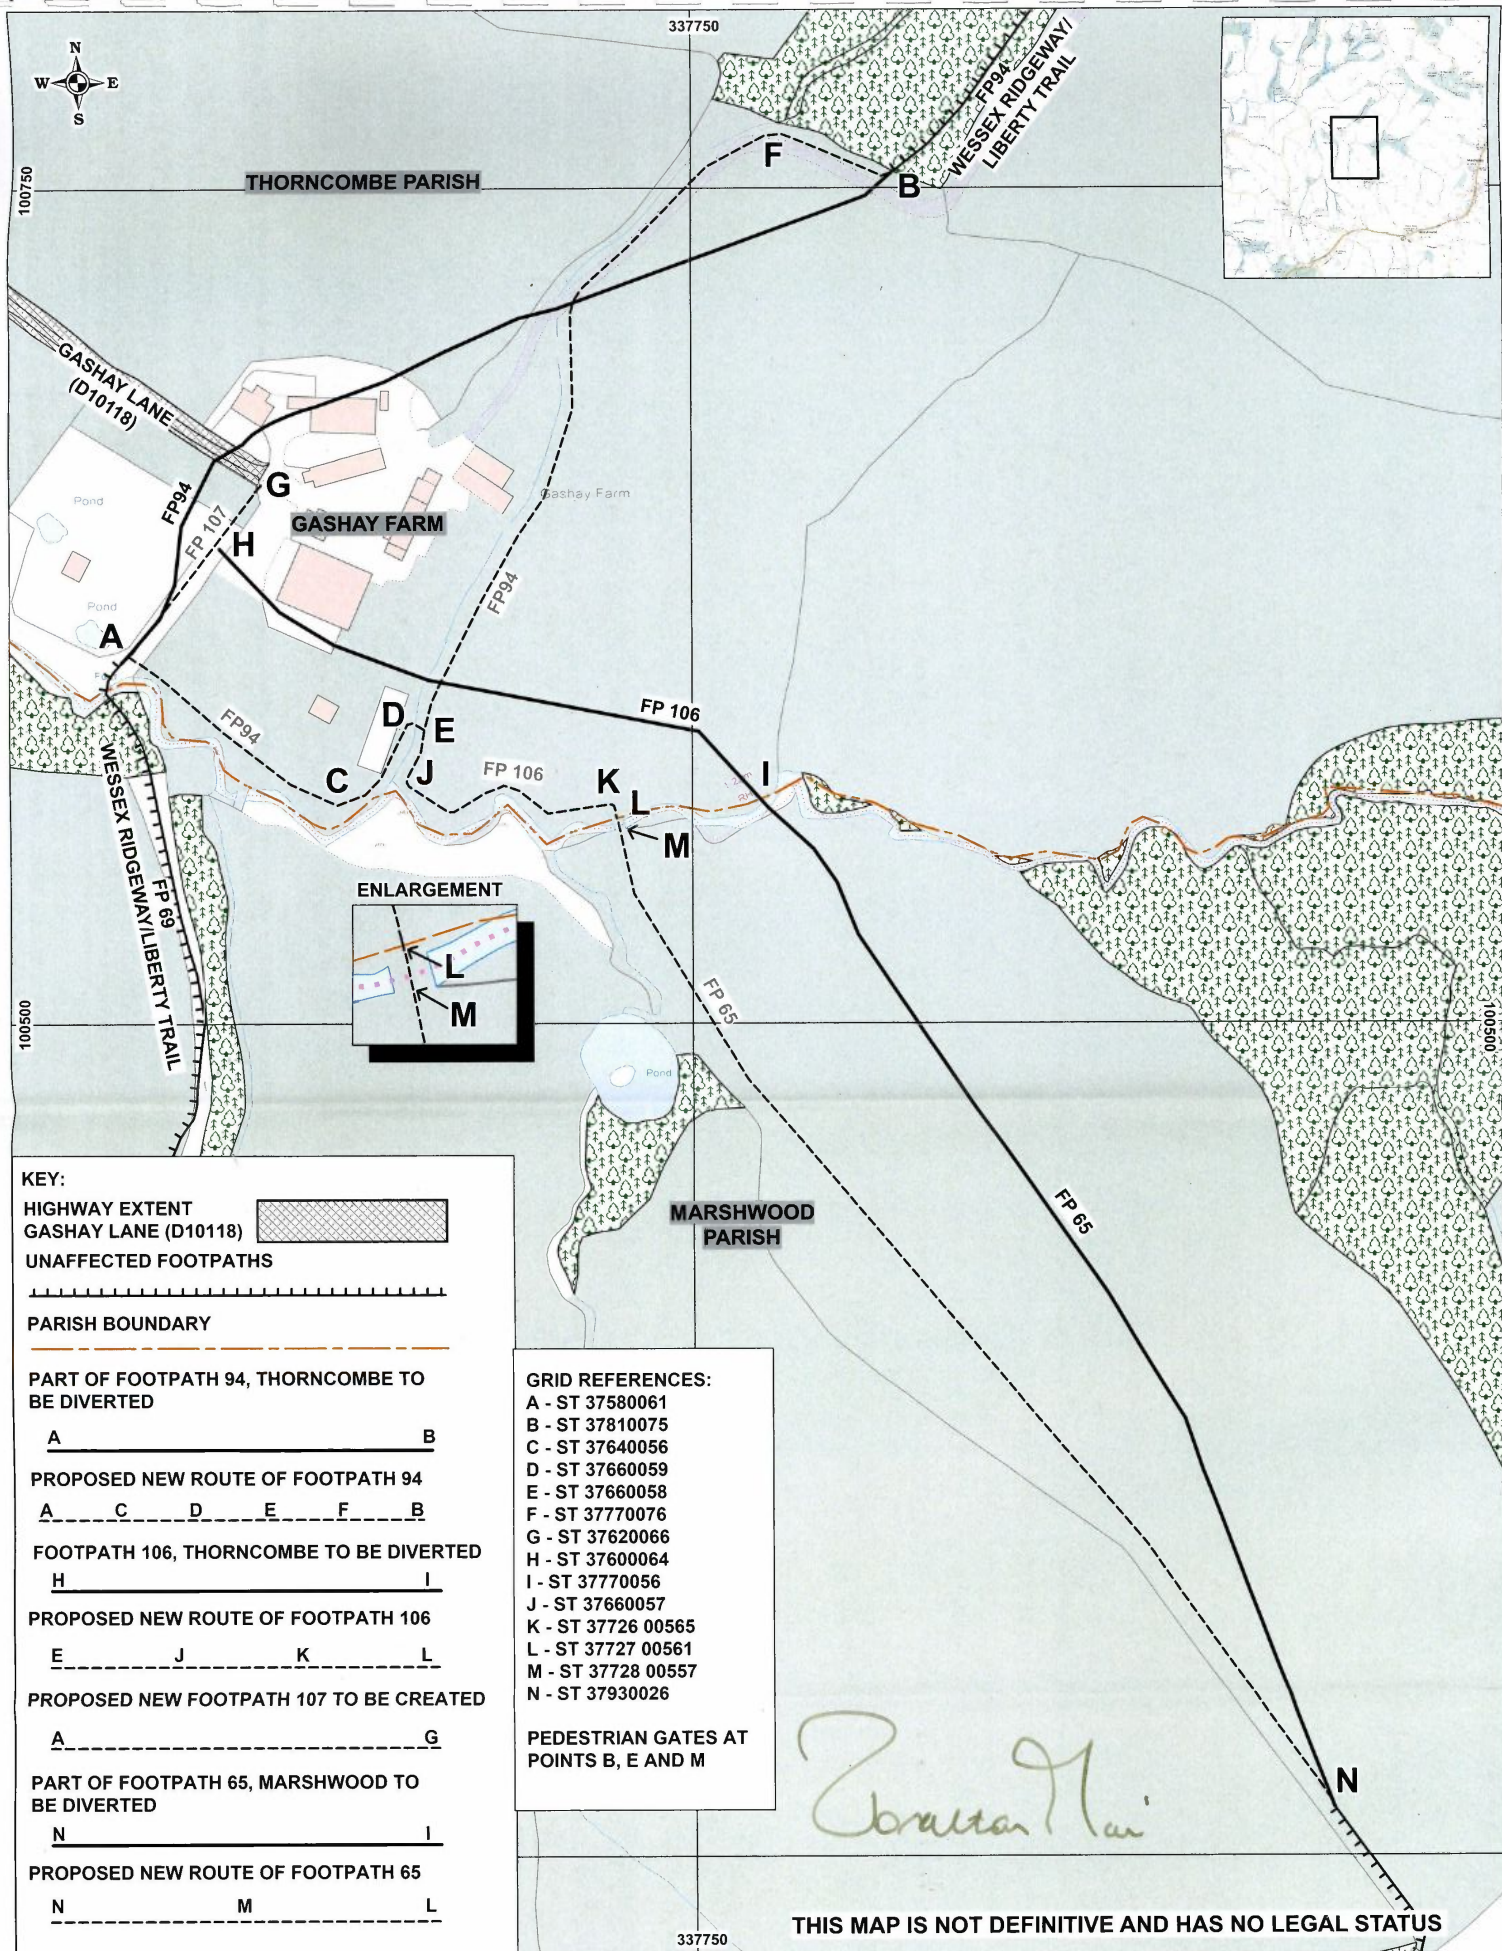 337750
N
W E
S
FP94
WESSEX RIDGEWAY/
LIBERTY TRAIL
F
THORNCOMBE PARISH
B
100750
GASHAY LANE
(D10118)
G
FP94
Pond
Gashay Farm
GASHAY FARM
FP 107
H
FP94
Pond
A
FP 106
FP94
D
E
I
C
J
FP 106
K
L
M
WESSEX RIDGEWAY/LIBERTY TRAIL
FP 69
ENLARGEMENT
L
M
FP 65
100500
100500
Pond
FP 65
MARSHWOOD
PARISH
KEY:
HIGHWAY EXTENT
GASHAY LANE (D10118)
UNAFFECTED FOOTPATHS
PARISH BOUNDARY
PART OF FOOTPATH 94, THORNCOMBE TO
BE DIVERTED
A B
PROPOSED NEW ROUTE OF FOOTPATH 94
A C D E F B
FOOTPATH 106, THORNCOMBE TO BE DIVERTED
H I
PROPOSED NEW ROUTE OF FOOTPATH 106
E J K L
PROPOSED NEW FOOTPATH 107 TO BE CREATED
A G
PART OF FOOTPATH 65, MARSHWOOD TO
BE DIVERTED
N I
PROPOSED NEW ROUTE OF FOOTPATH 65
N M L
GRID REFERENCES:
A - ST 37580061
B - ST 37810075
C - ST 37640056
D - ST 37660059
E - ST 37660058
F - ST 37770076
G - ST 37620066
H - ST 37600064
I - ST 37770056
J - ST 37660057
K - ST 37726 00565
L - ST 37727 00561
M - ST 37728 00557
N - ST 37930026
PEDESTRIAN GATES AT
POINTS B, E AND M
N
THIS MAP IS NOT DEFINITIVE AND HAS NO LEGAL STATUS
337750